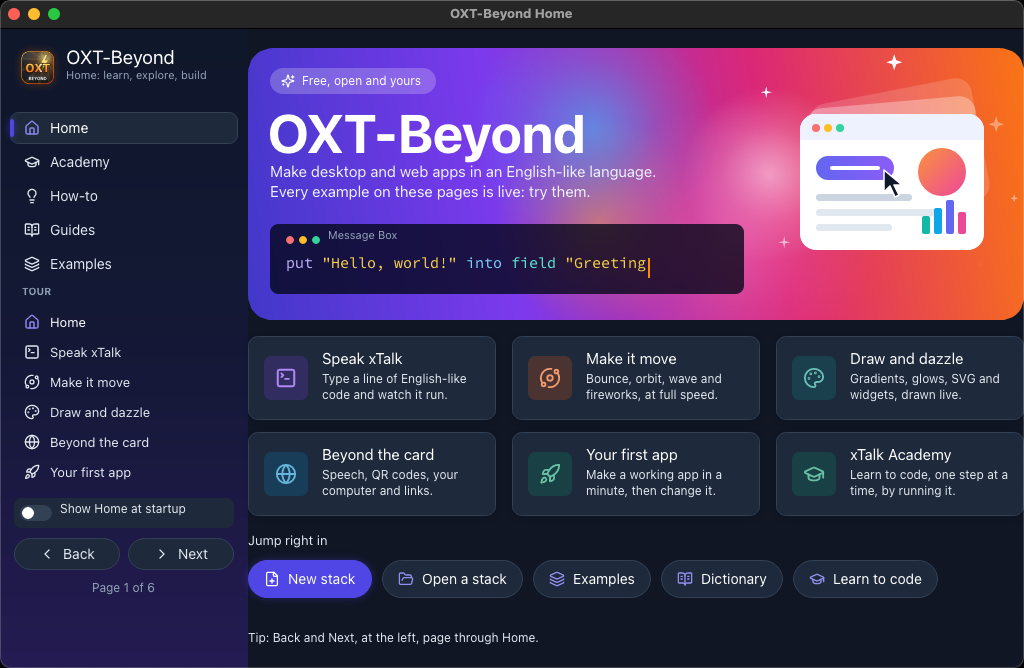 OXT-Beyond Home
OXT
BEYOND
OXT-Beyond
Home: learn, explore, build
Home
Academy
How-to
Guides
Examples
TOUR
Home
Speak xTalk
Make it move
Draw and dazzle
Beyond the card
Your first app
Show Home at startup
Back
Next
Page 1 of 6
Free, open and yours
OXT-Beyond
Make desktop and web apps in an English-like language.
Every example on these pages is live: try them.
Message Box
put "Hello, world!" into field "Greeting
Speak xTalk
Type a line of English-like
code and watch it run.
Make it move
Bounce, orbit, wave and
fireworks, at full speed.
Draw and dazzle
Gradients, glows, SVG and
widgets, drawn live.
Beyond the card
Speech, QR codes, your
computer and links.
Your first app
Make a working app in a
minute, then change it.
xTalk Academy
Learn to code, one step at a
time, by running it.
Jump right in
New stack
Open a stack
Examples
Dictionary
Learn to code
Tip: Back and Next, at the left, page through Home.